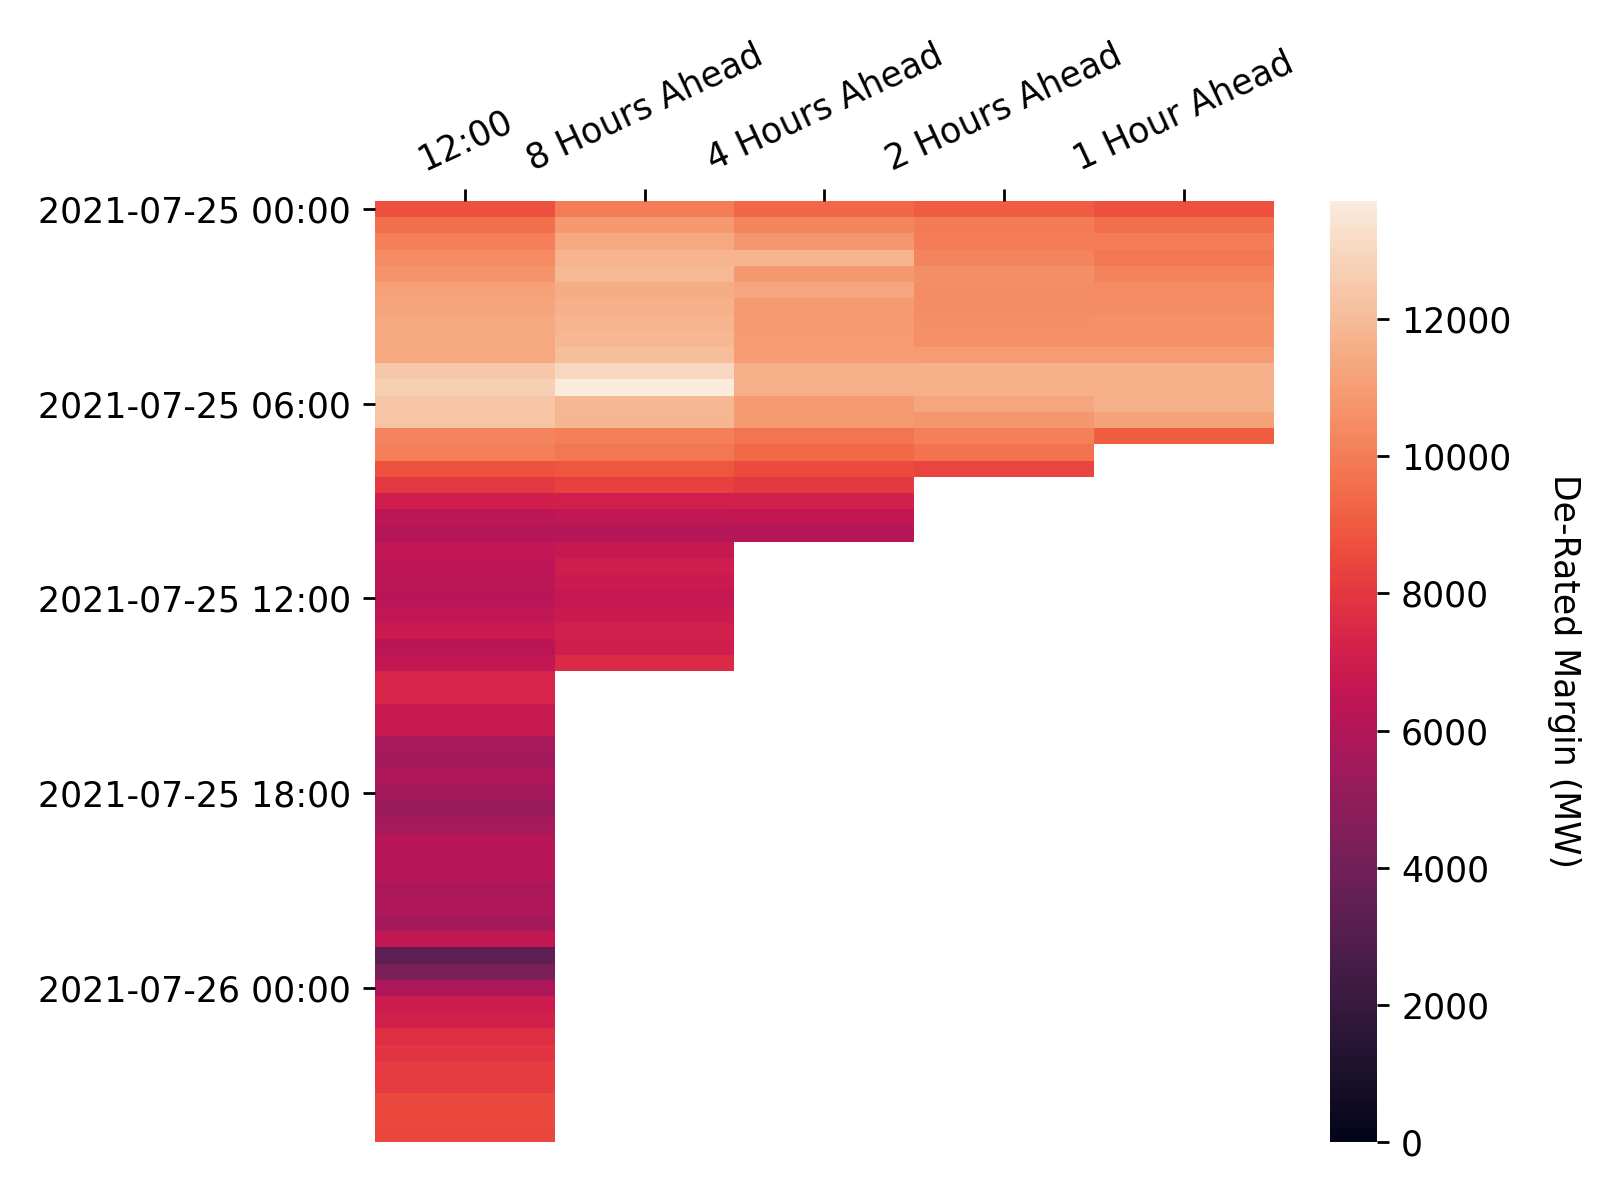 12:00
8 Hours Ahead
4 Hours Ahead
2 Hours Ahead
1 Hour Ahead
2021-07-25 00:00
2021-07-25 06:00
2021-07-25 12:00
2021-07-25 18:00
2021-07-26 00:00
12000
10000
8000
6000
4000
2000
0
De-Rated Margin (MW)